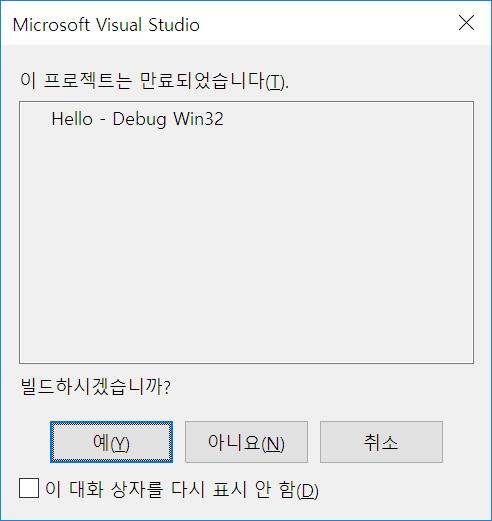 Microsoft Visual Studio
이 프로젝트는 만료되었습니다(T).
Hello - Debug Win32
빌드하시겠습니까?
예(Y) 아니요(N) 취소
이 대화 상자를 다시 표시 안 함(D)